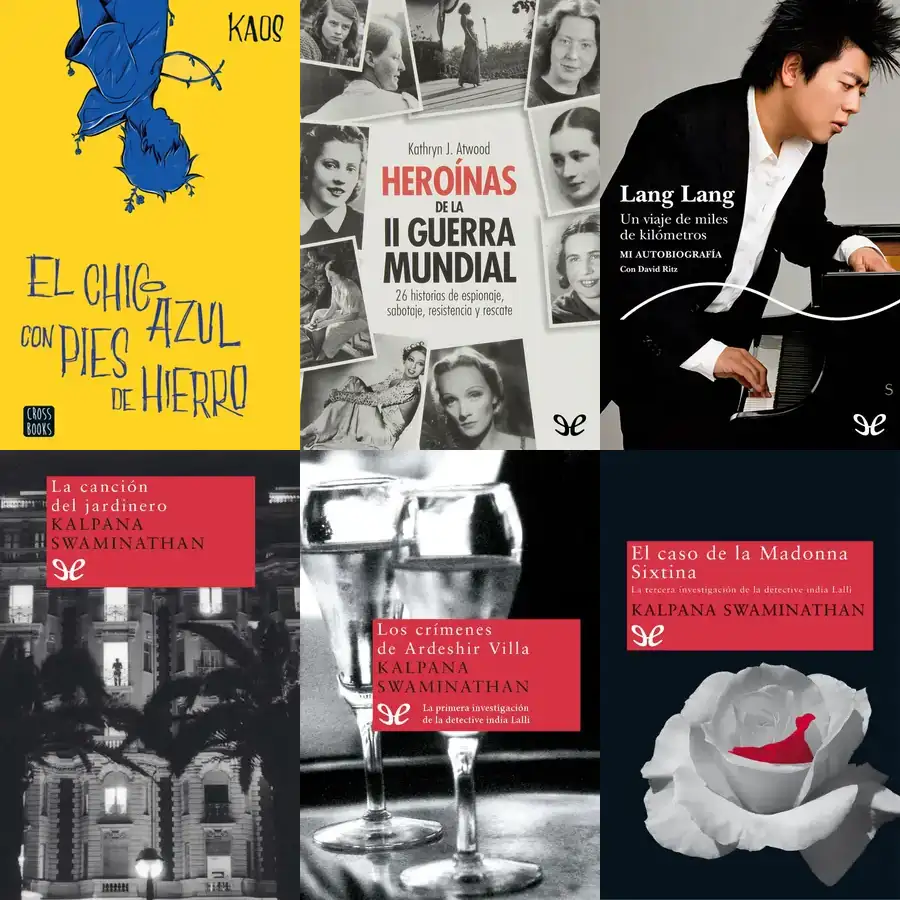 KAOS
EL CHICO
AZUL
CON PIES
DE HIERRO
CROSS
BOOKS
Kathryn J. Atwood
HEROÍNAS
DE LA
II GUERRA
MUNDIAL
26 historias de espionaje,
sabotaje, resistencia y rescate
Lang Lang
Un viaje de miles
de kilómetros
MI AUTOBIOGRAFÍA
Con David Ritz
S
La canción
del jardinero
KALPANA
SWAMINATHAN
Los crímenes
de Ardeshir Villa
KALPANA
SWAMINATHAN
La primera investigación
de la detective india Lalli
El caso de la Madonna
Sixtina
La tercera investigación de la detective india Lalli
KALPANA SWAMINATHAN